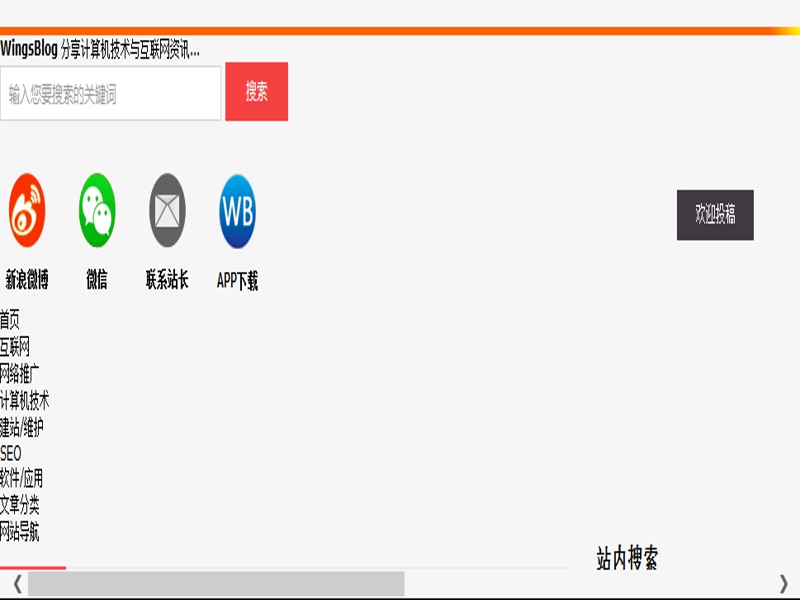 WingsBlog 分享计算机技术与互联网资讯...
输入您要搜索的关键词
搜索
WB
欢迎投稿
新浪微博
微信
联系站长
APP下载
首页
互联网
网络推广
计算机技术
建站/维护
SEO
软件/应用
文章分类
网站导航
站内搜索